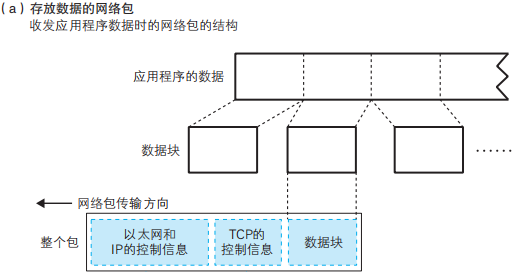 (a) 存放数据的网络包
收发应用程序数据时的网络包的结构
应用程序的数据
数据块
……
网络包传输方向
整个包
以太网和
IP的控制信息
TCP的
控制信息
数据块